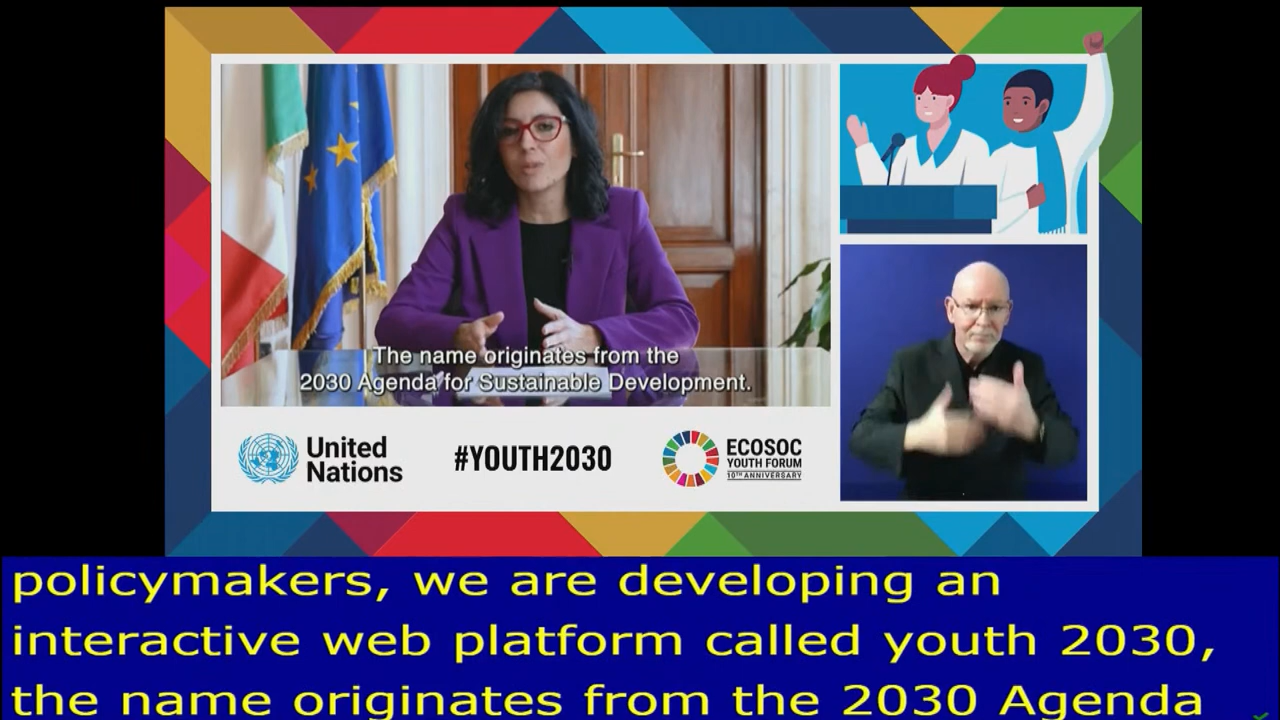 The name originates from the
2030 Agenda for Sustainable Development.
United
Nations
#YOUTH2030
ECOSOC
YOUTH FORUM
10TH ANNIVERSARY
policymakers, we are developing an
interactive web platform called youth 2030,
the name originates from the 2030 Agenda